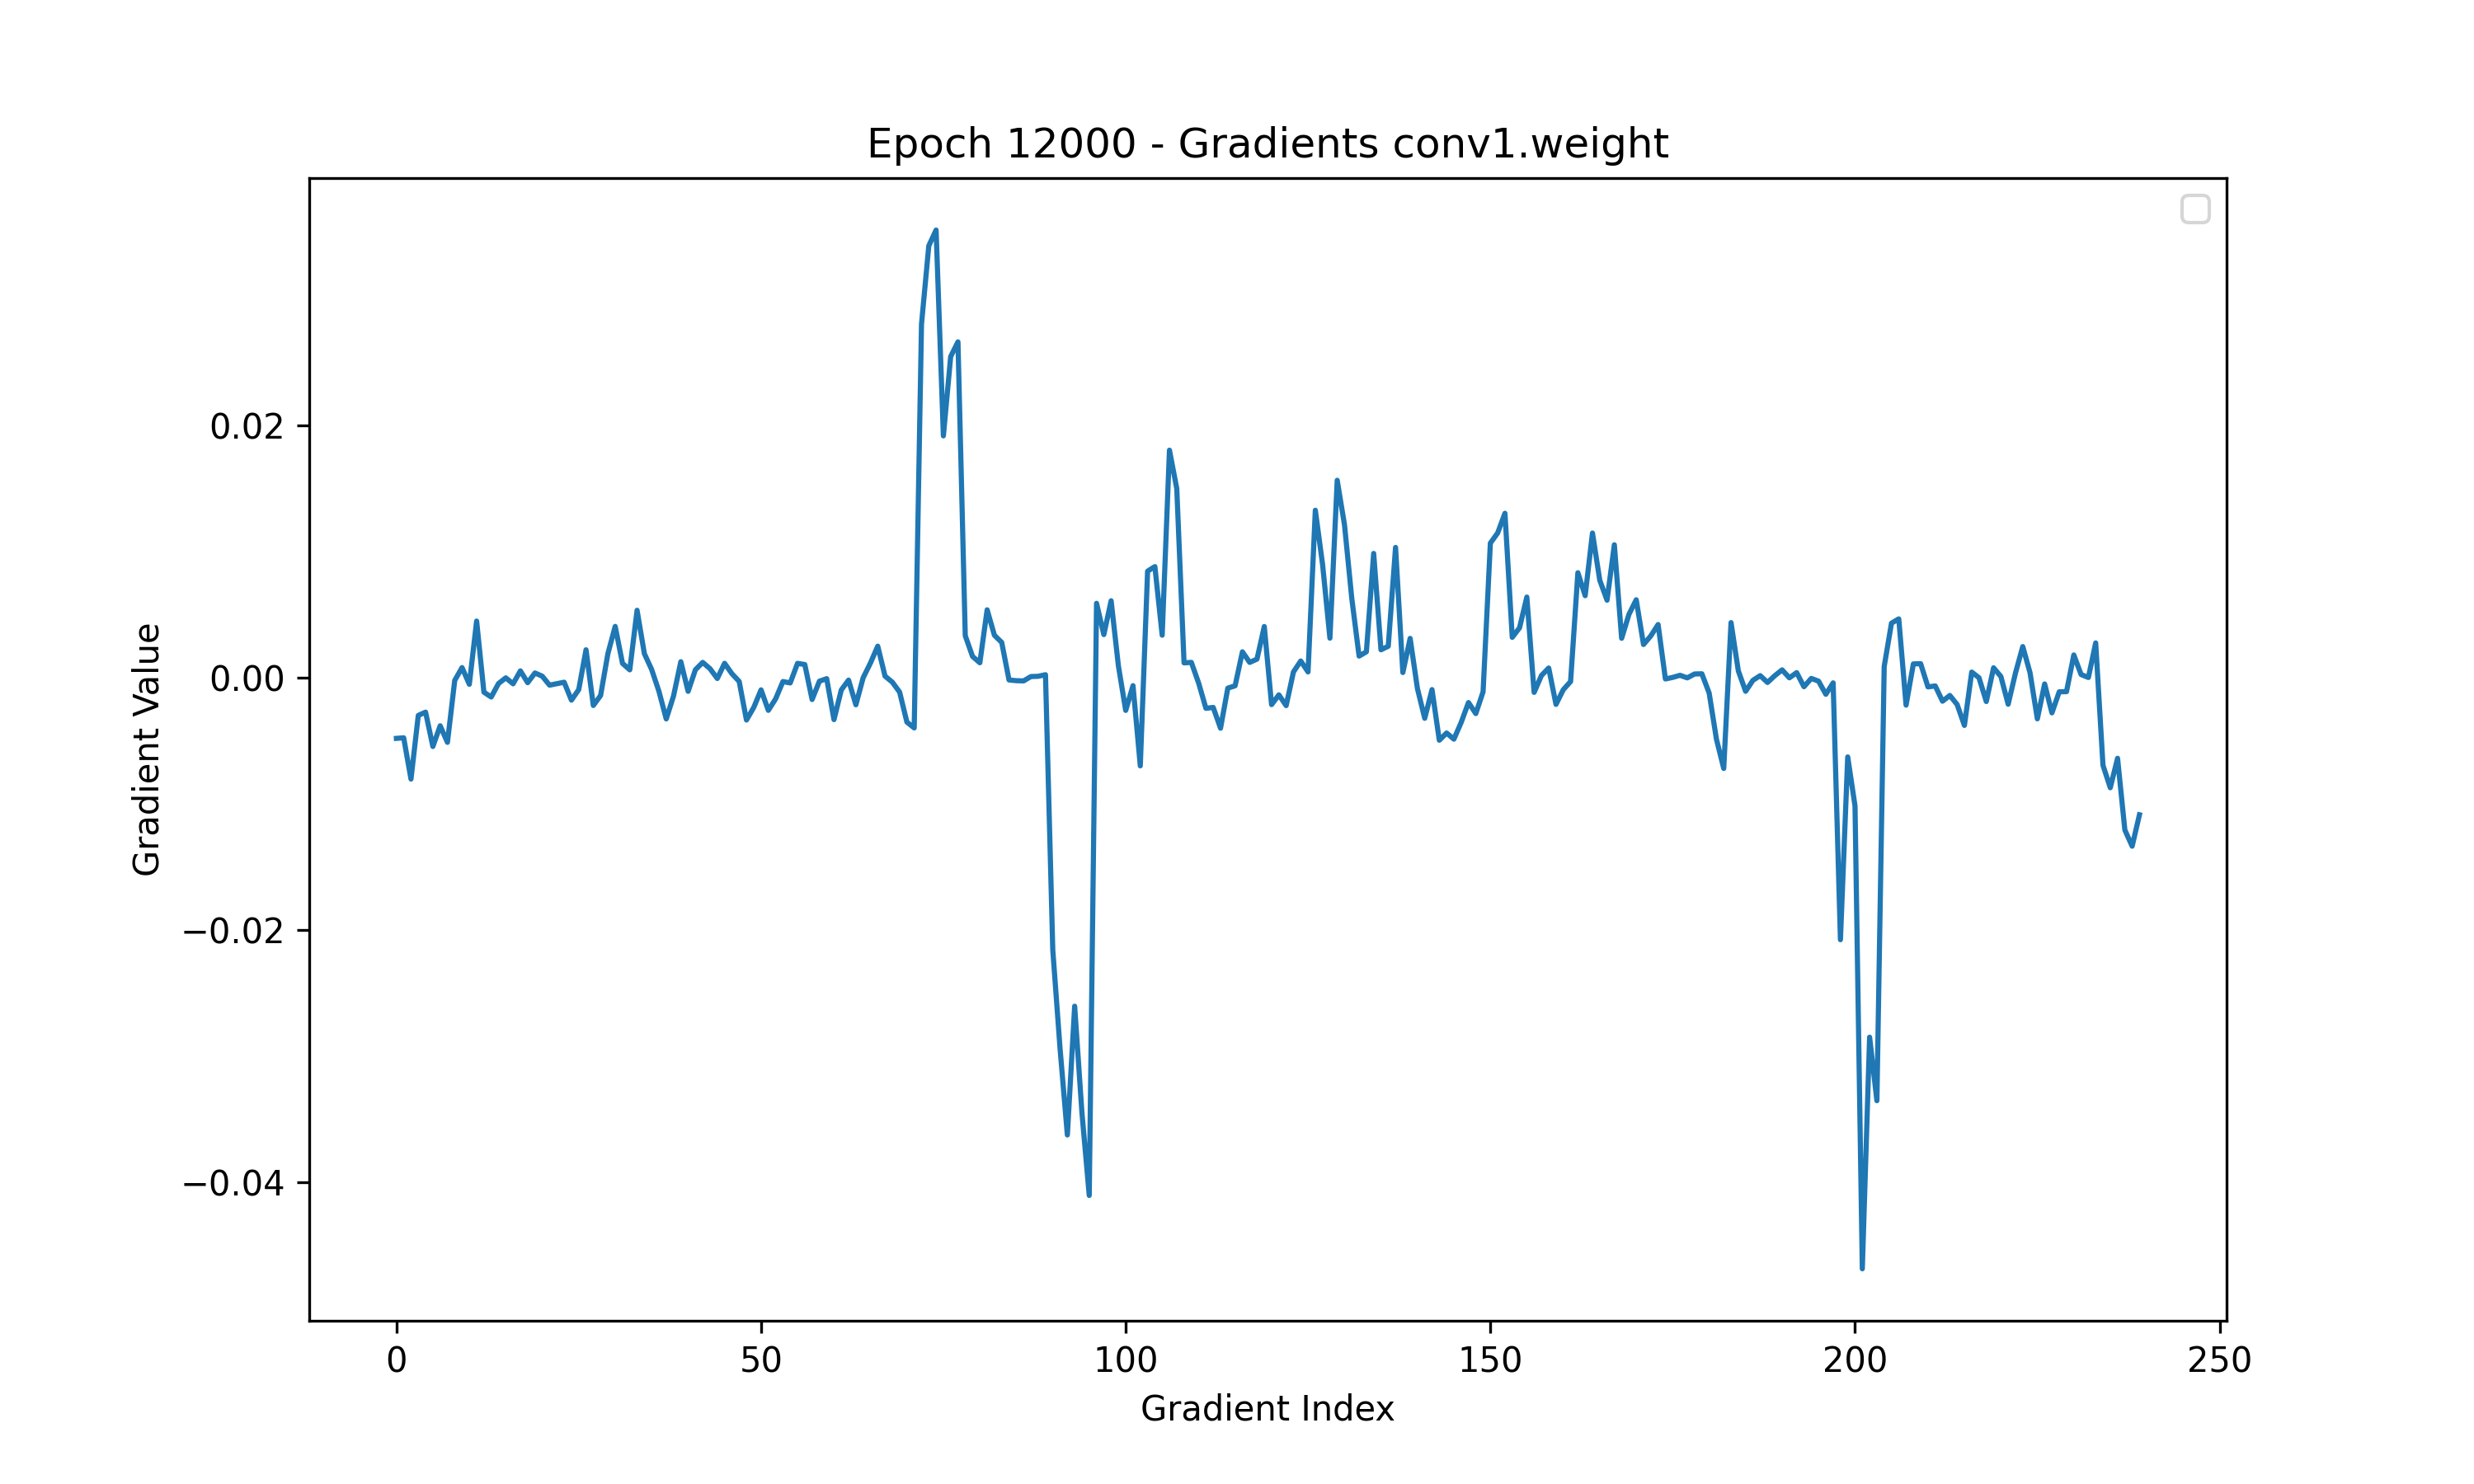 Epoch 12000 - Gradients conv1.weight
0.02
0.00
−0.02
−0.04
Gradient Value
0 50 100 150 200 250
Gradient Index